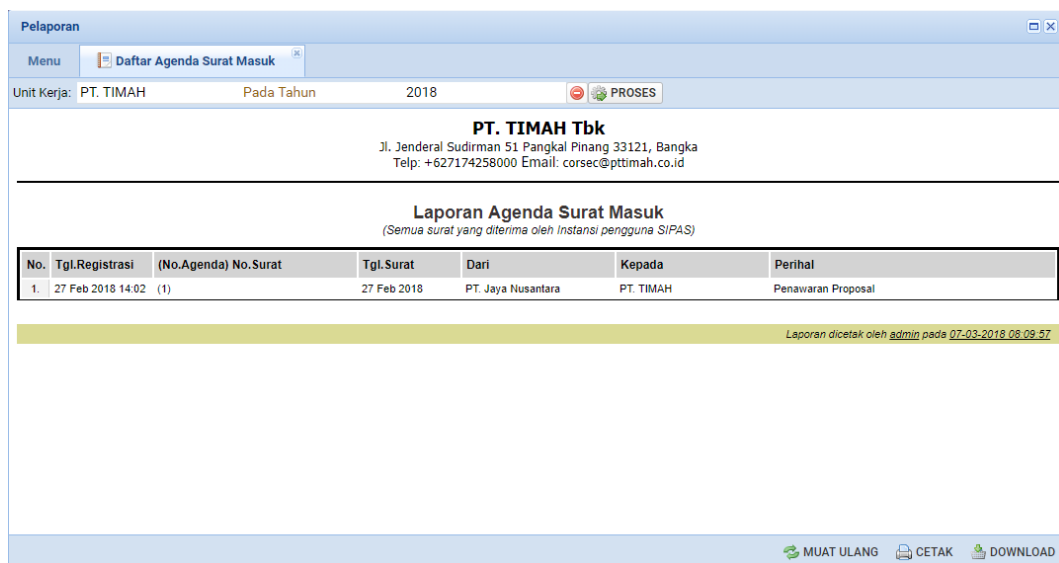 Pelaporan
Menu Daftar Agenda Surat Masuk
Unit Kerja: PT. TIMAH Pada Tahun 2018 PROSES
PT. TIMAH Tbk
Jl. Jenderal Sudirman 51 Pangkal Pinang 33121, Bangka
Telp: +627174258000 Email: corsec@pttimah.co.id
Laporan Agenda Surat Masuk
(Semua surat yang diterima oleh Instansi pengguna SIPAS)
No. Tgl.Registrasi (No.Agenda) No.Surat Tgl.Surat Dari Kepada Perihal
1. 27 Feb 2018 14:02 (1) 27 Feb 2018 PT. Jaya Nusantara PT. TIMAH Penawaran Proposal
Laporan dicetak oleh admin pada 07-03-2018 08:09:57
MUAT ULANG CETAK DOWNLOAD